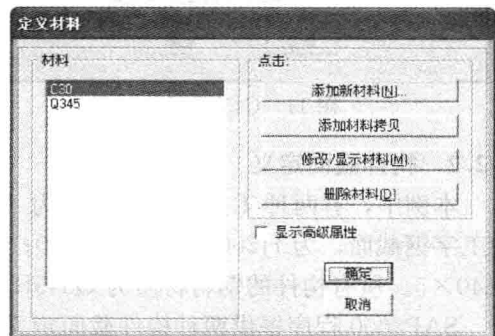 定义材料
材料
C30
Q345
点击:
添加新材料(N)...
添加材料拷贝
修改/显示材料(M)...
删除材料(D)
显示高级属性
确定
取消